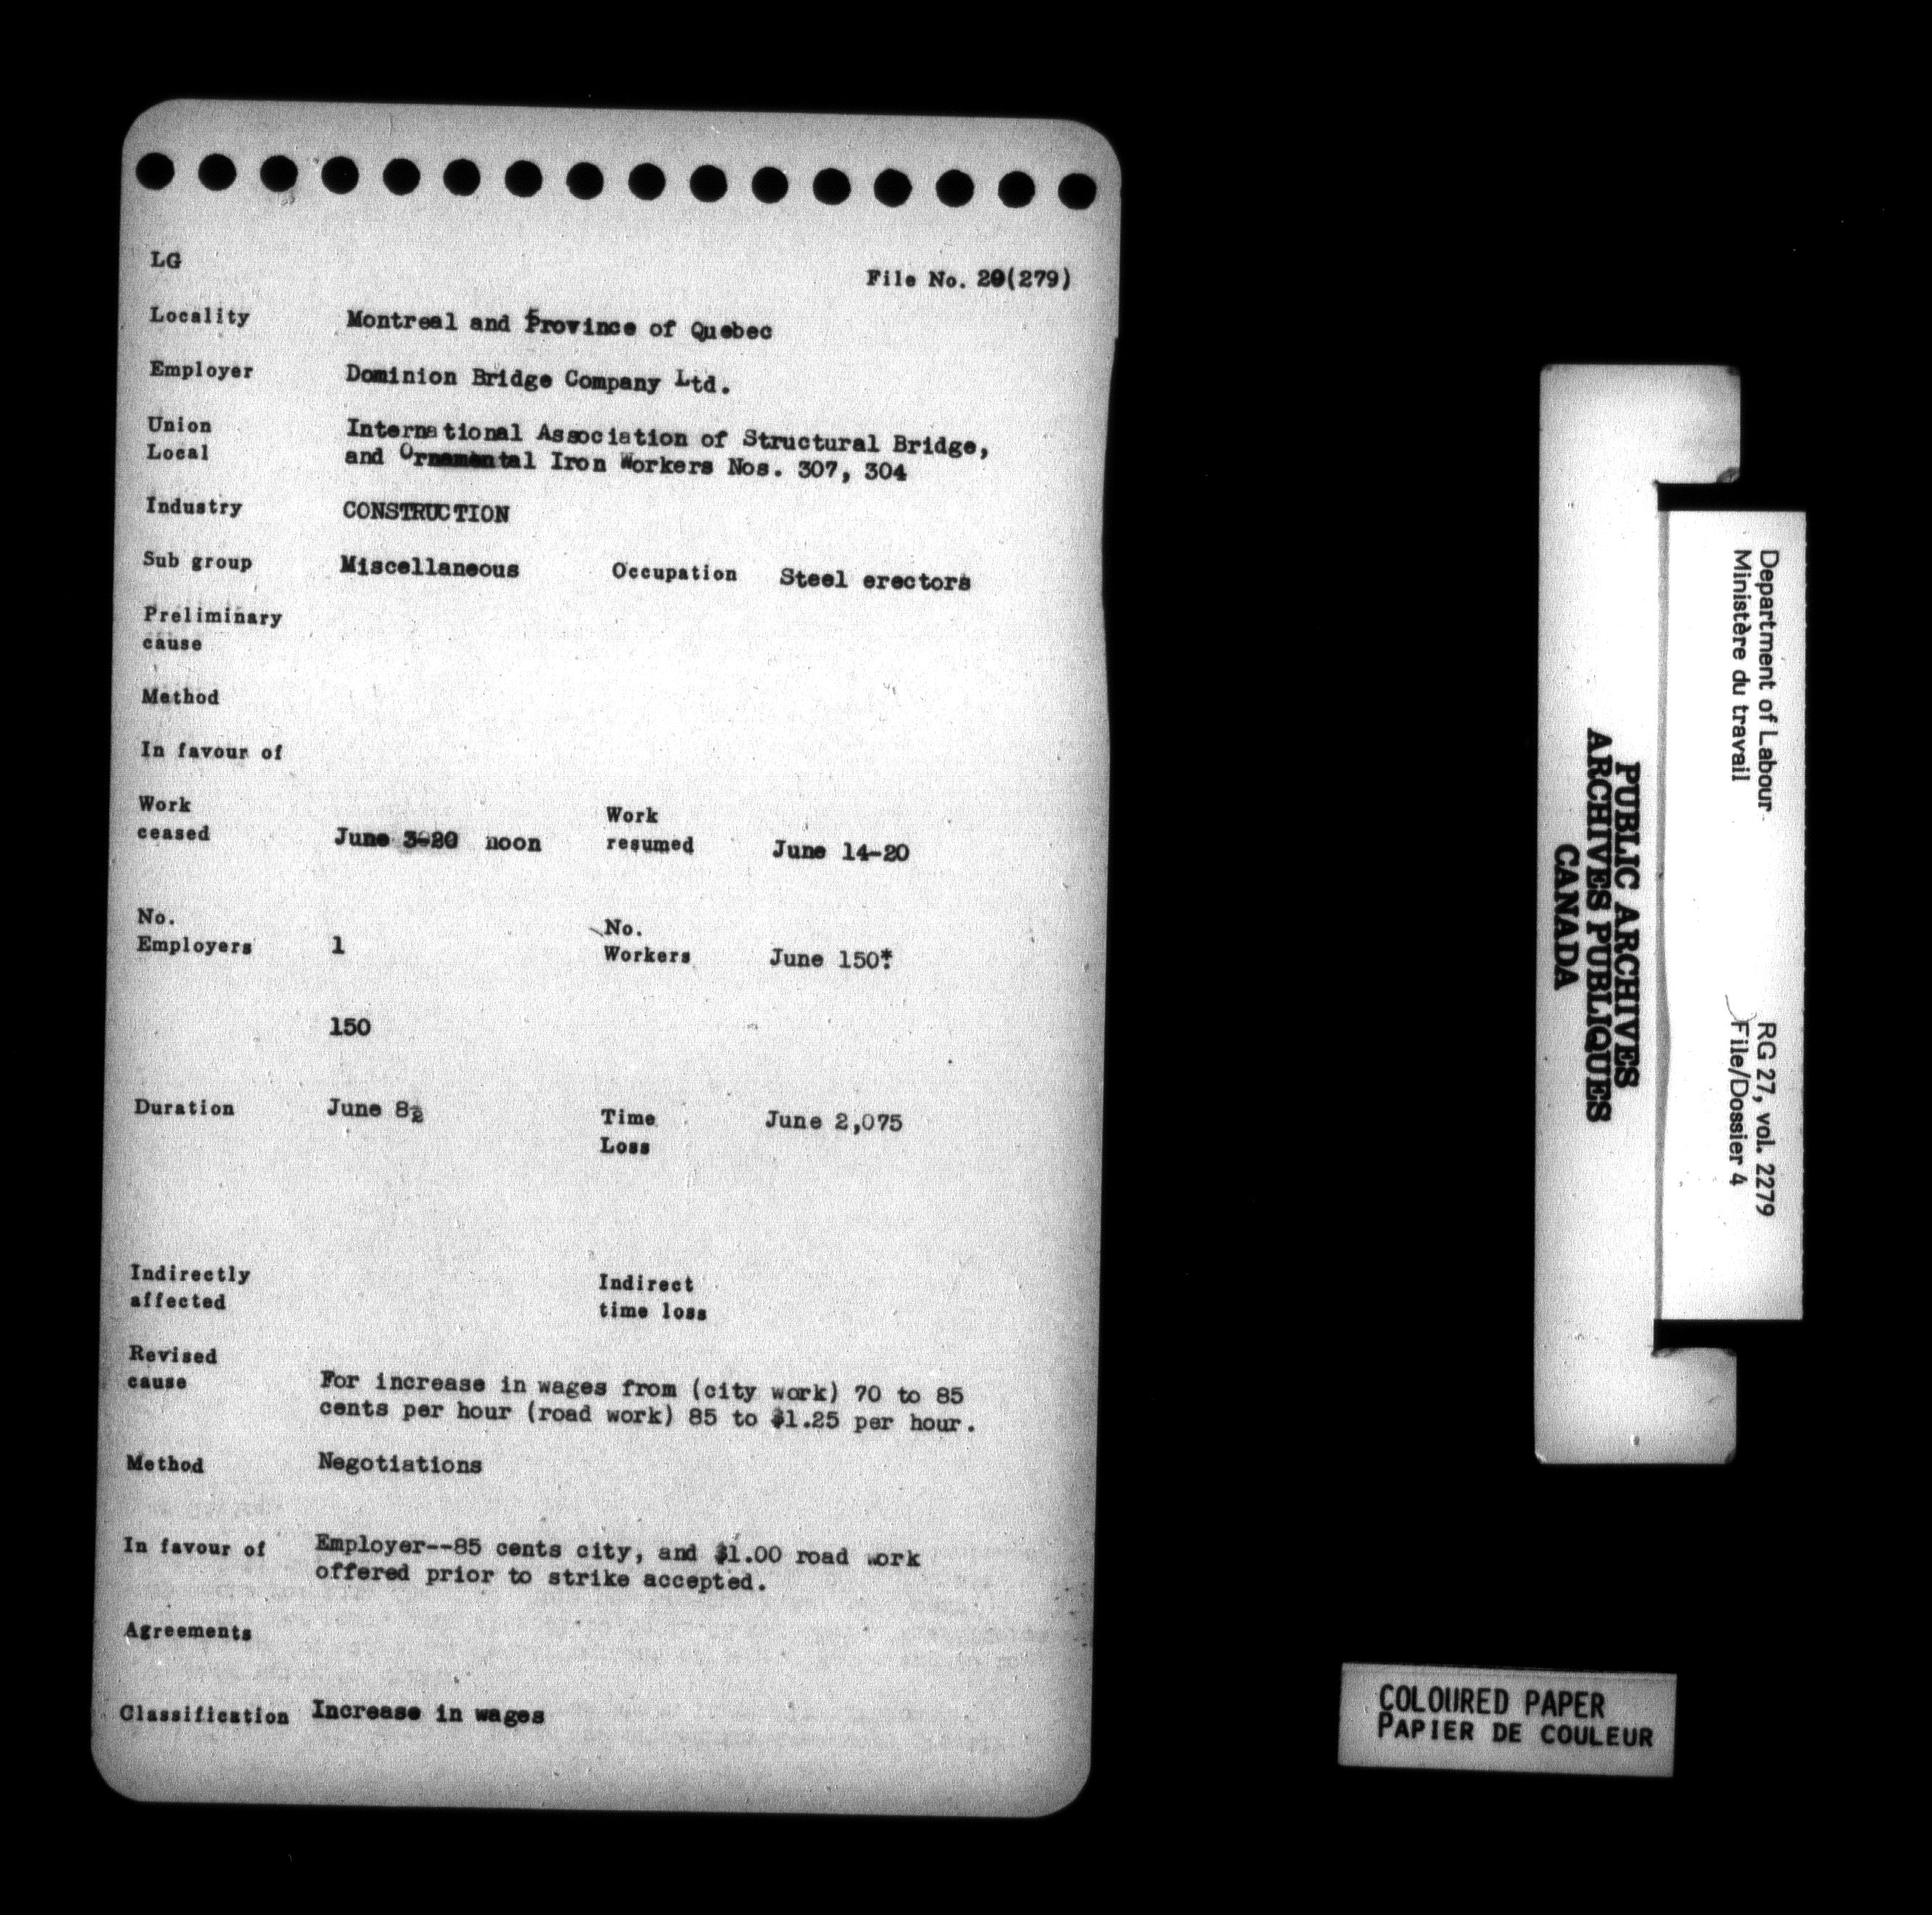 LG
File No. 20(279)
Locality Montreal and Province of Quebec
Employer Dominion Bridge Company Ltd.
Union International Association of Structural Bridge,
Local and Ornamental Iron Workers Nos. 307, 304
Industry CONSTRUCTION
Sub group Miscellaneous Occupation Steel erectors
Preliminary
cause
Method
In favour of
Work Work
ceased June 3-20 noon resumed June 14-20
No. No.
Employers 1 Workers June 150*
150
Duration June 8½ Time June 2,075
Loss
Indirectly Indirect
affected time loss
Revised
cause For increase in wages from (city work) 70 to 85
cents per hour (road work) 85 to $1.25 per hour.
Method Negotiations
In favour of Employer--85 cents city, and $1.00 road work
offered prior to strike accepted.
Agreements
Classification Increase in wages
Department of Labour
Ministère du travail
RG 27, vol. 2279
File/Dossier 4
PUBLIC ARCHIVES
ARCHIVES PUBLIQUES
CANADA
COLOURED PAPER
PAPIER DE COULEUR